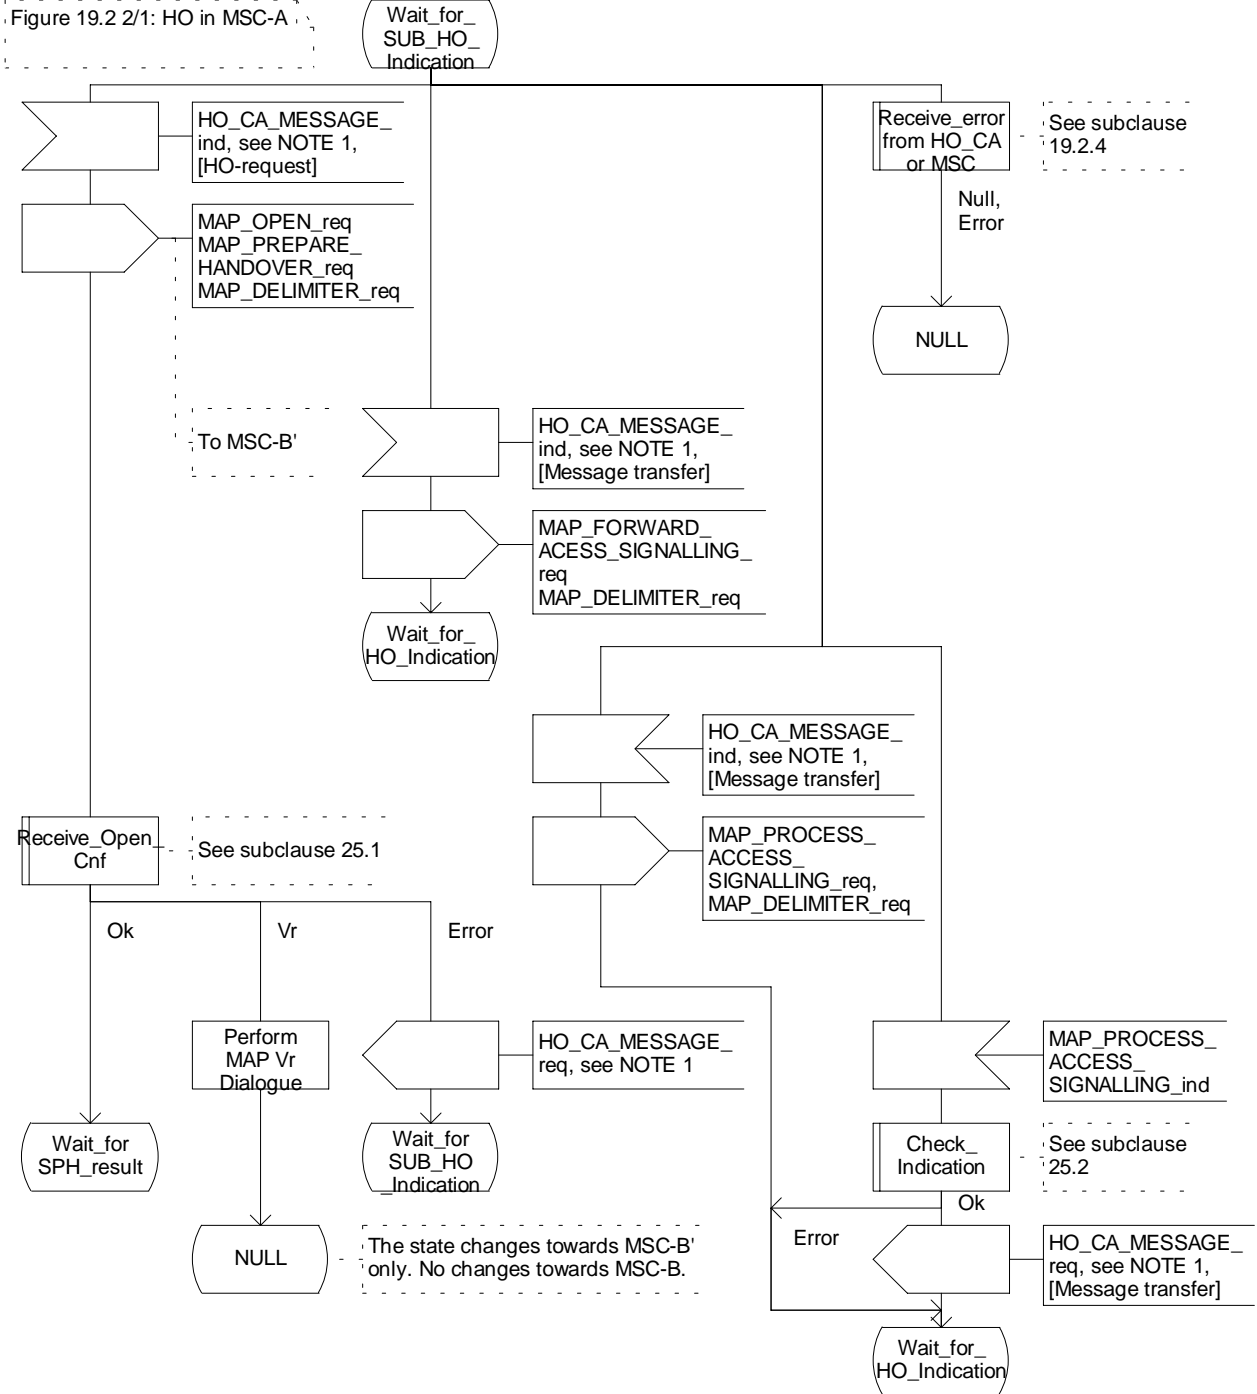 Figure 19.2 2/1: HO in MSC-A
Wait_for_
SUB_HO_
Indication
HO_CA_MESSAGE_
ind, see NOTE 1,
[HO-request]
Receive_error
from HO_CA
or MSC
See subclause
19.2.4
Null,
Error
MAP_OPEN_req
MAP_PREPARE_
HANDOVER_req
MAP_DELIMITER_req
NULL
To MSC-B'
HO_CA_MESSAGE_
ind, see NOTE 1,
[Message transfer]
MAP_FORWARD_
ACESS_SIGNALLING_
req
MAP_DELIMITER_req
Wait_for_
HO_Indication
HO_CA_MESSAGE_
ind, see NOTE 1,
[Message transfer]
Receive_Open_
Cnf
See subclause 25.1
MAP_PROCESS_
ACCESS_
SIGNALLING_req,
MAP_DELIMITER_req
Ok
Vr
Error
Perform
MAP Vr
Dialogue
HO_CA_MESSAGE_
req, see NOTE 1
MAP_PROCESS_
ACCESS_
SIGNALLING_ind
Wait_for
SPH_result
Wait_for
SUB_HO
_Indication
Check_
Indication
See subclause
25.2
Ok
Error
NULL
The state changes towards MSC-B'
only. No changes towards MSC-B.
HO_CA_MESSAGE_
req, see NOTE 1,
[Message transfer]
Wait_for_
HO_Indication